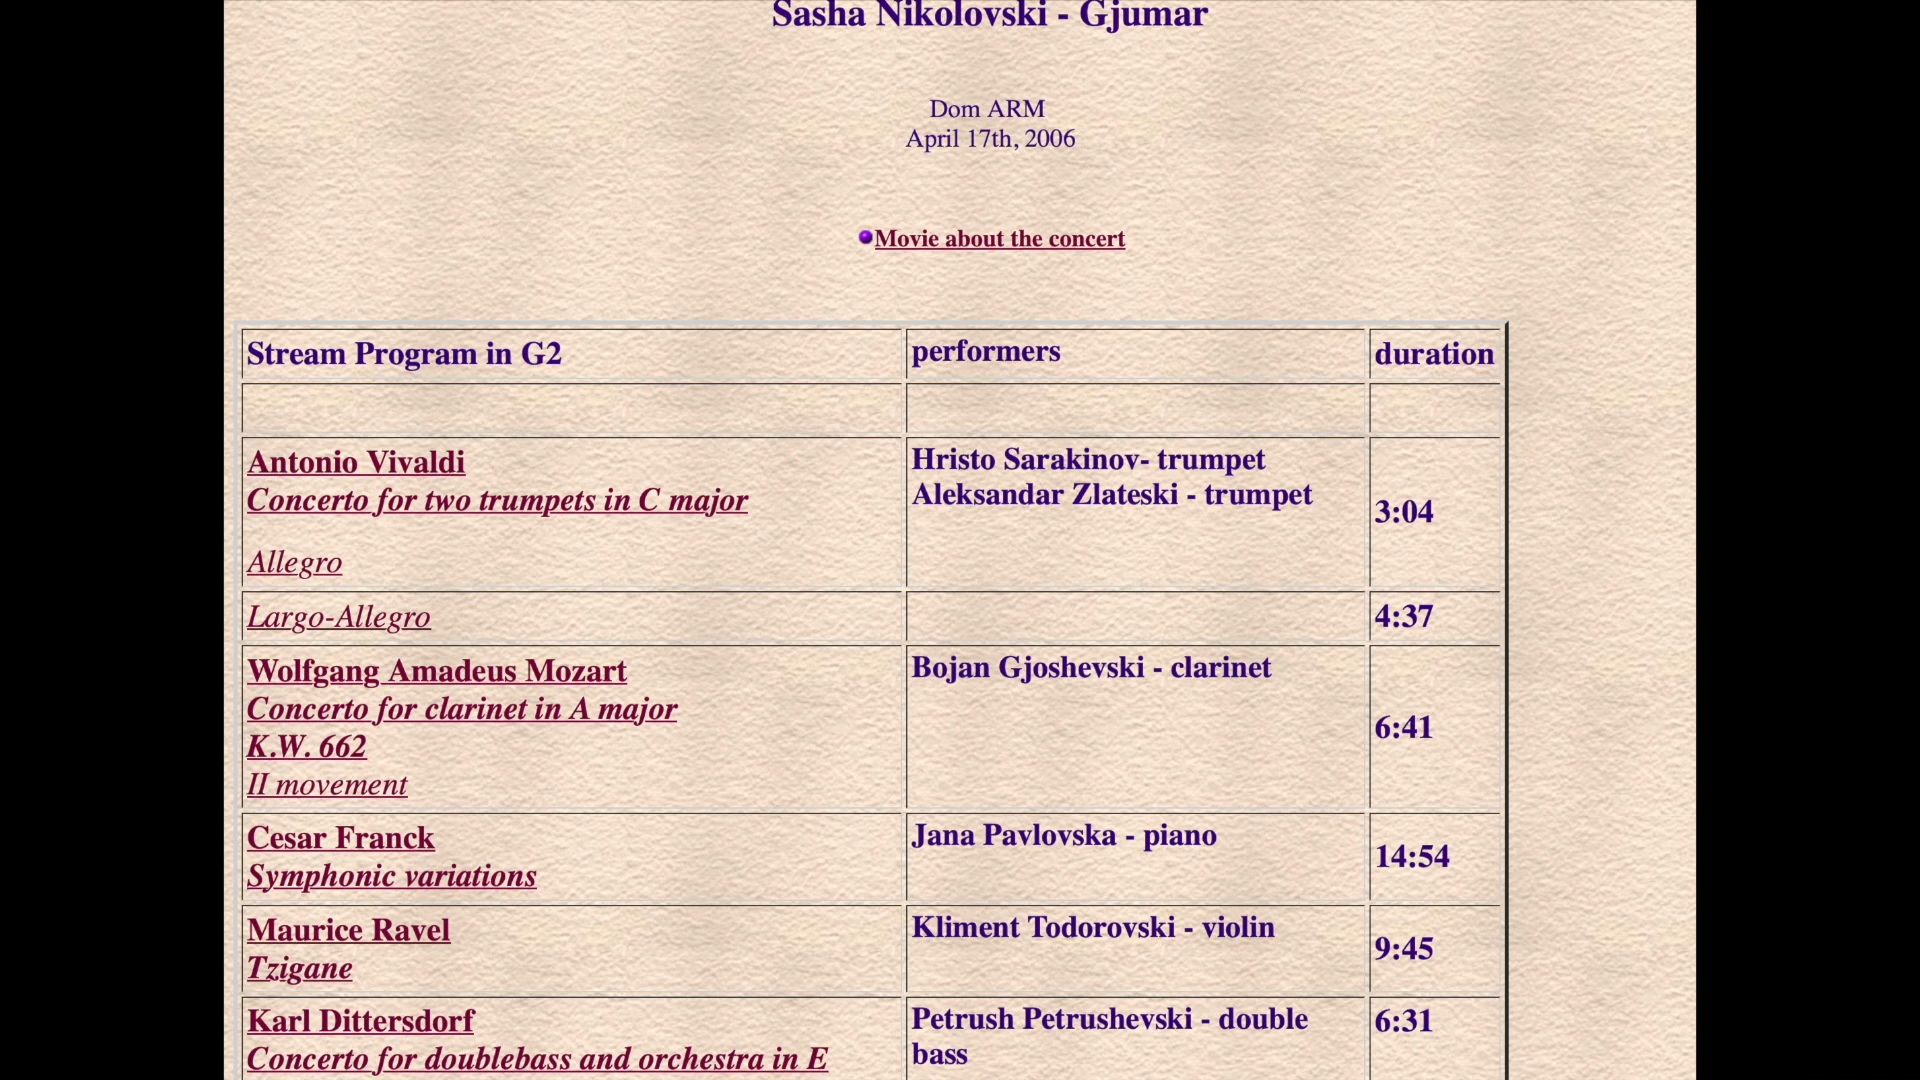 Sasha Nikolovski - Gjumar
Dom ARM
April 17th, 2006
Movie about the concert
Stream Program in G2
performers
duration
Antonio Vivaldi
Concerto for two trumpets in C major
Allegro
Hristo Sarakinov- trumpet
Aleksandar Zlateski - trumpet
3:04
Largo-Allegro
4:37
Wolfgang Amadeus Mozart
Concerto for clarinet in A major
K.W. 662
II movement
Bojan Gjoshevski - clarinet
6:41
Cesar Franck
Symphonic variations
Jana Pavlovska - piano
14:54
Maurice Ravel
Tzigane
Kliment Todorovski - violin
9:45
Karl Dittersdorf
Concerto for doublebass and orchestra in E
Petrush Petrushevski - double
bass
6:31